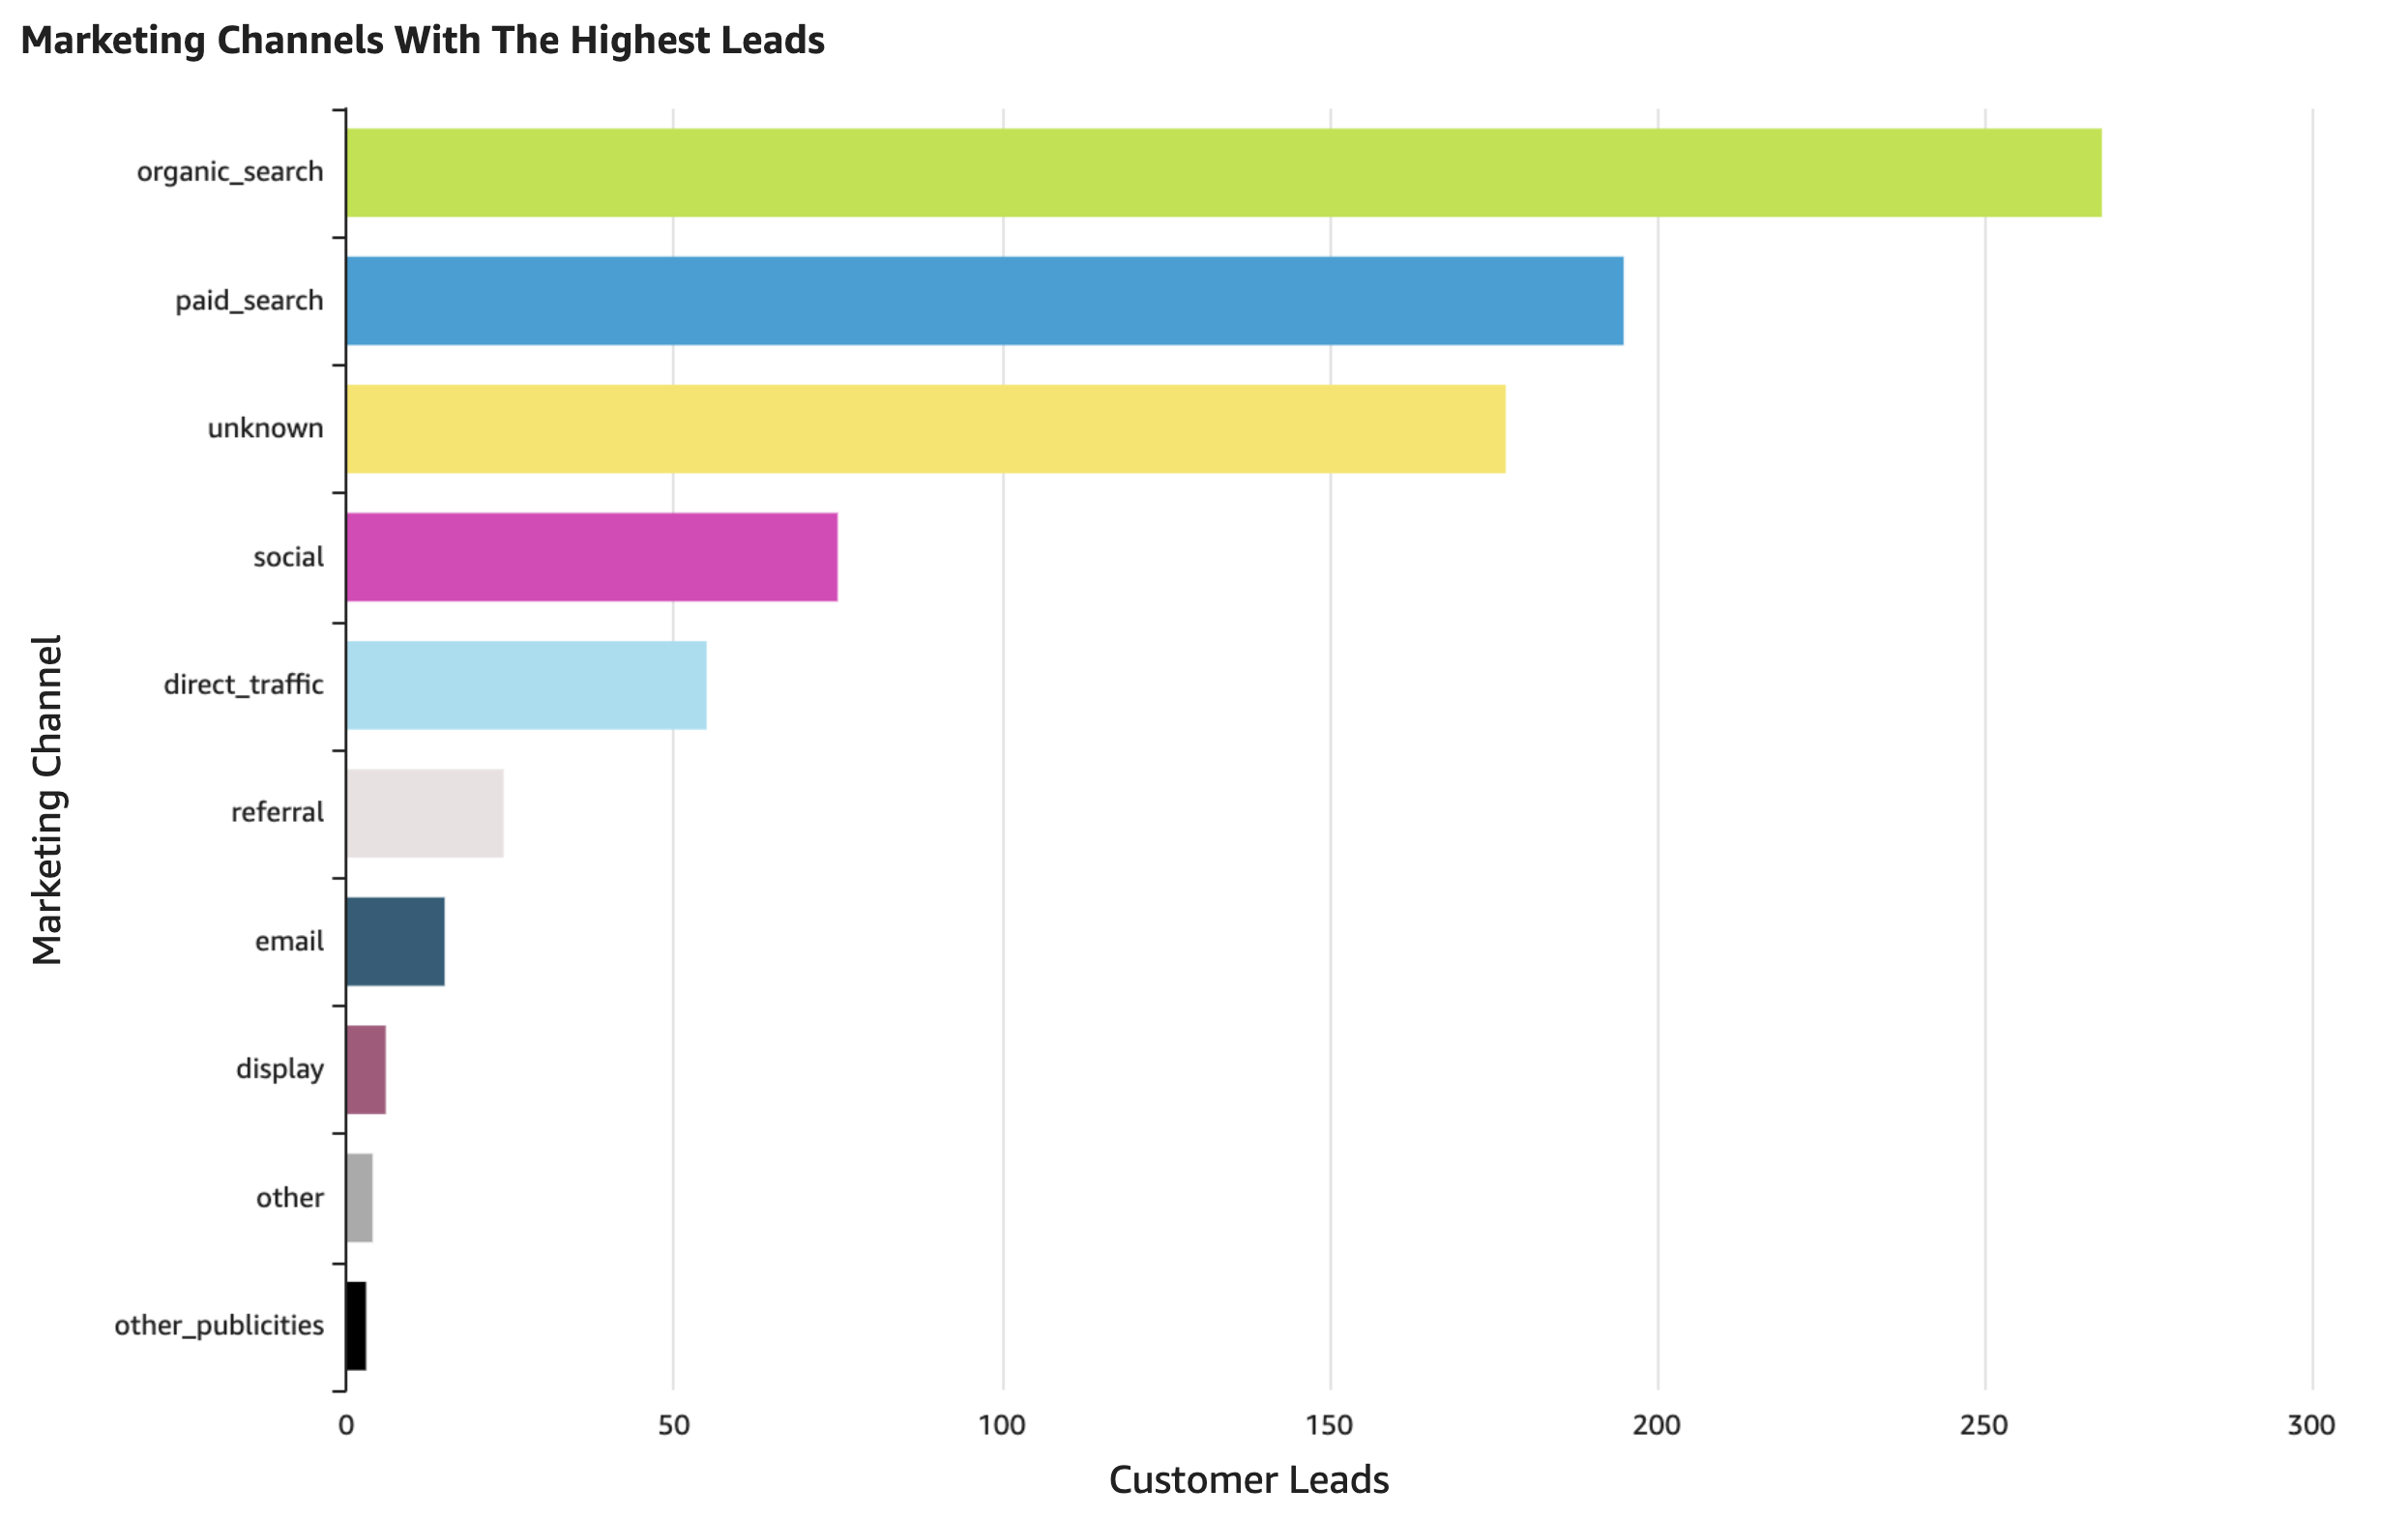 Marketing Channels With The Highest Leads
organic_search
paid_search
unknown
social
direct_traffic
referral
email
display
other
other_publicities
Marketing Channel
0 50 100 150 200 250 300
Customer Leads